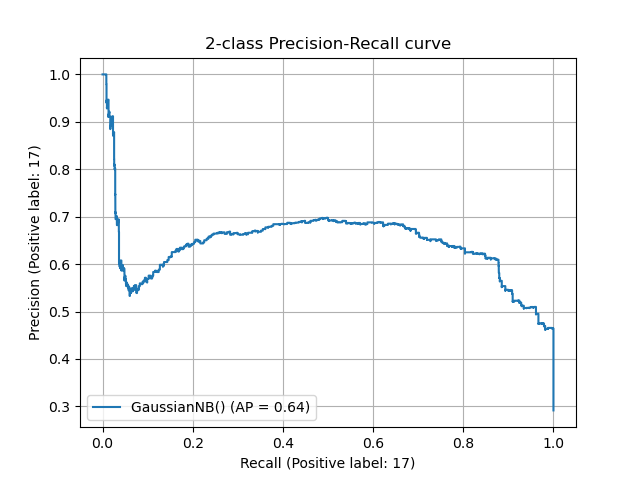 2-class Precision-Recall curve
1.0
0.9
0.8
0.7
0.6
0.5
0.4
0.3
Precision (Positive label: 17)
GaussianNB() (AP = 0.64)
0.0 0.2 0.4 0.6 0.8 1.0
Recall (Positive label: 17)